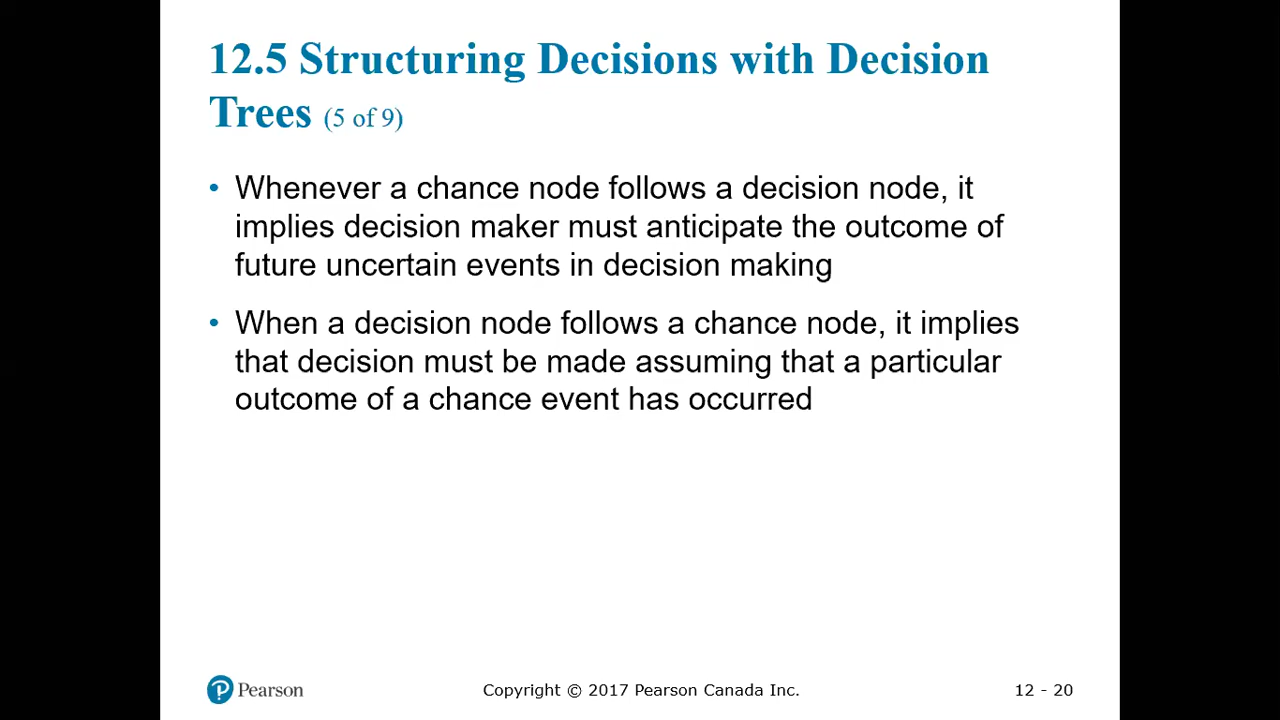 12.5 Structuring Decisions with Decision
Trees (5 of 9)
• Whenever a chance node follows a decision node, it
implies decision maker must anticipate the outcome of
future uncertain events in decision making
• When a decision node follows a chance node, it implies
that decision must be made assuming that a particular
outcome of a chance event has occurred
Pearson
Copyright © 2017 Pearson Canada Inc.
12 - 20